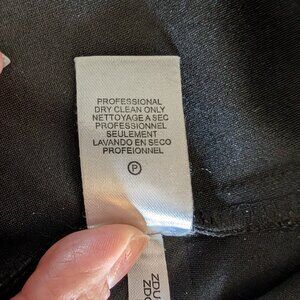 PROFESSIONAL
DRY CLEAN ONLY
NETTOYAGE A SEC
PROFESSIONNEL
SEULEMENT
LAVANDO EN SECO
PROFEIONNEL
P